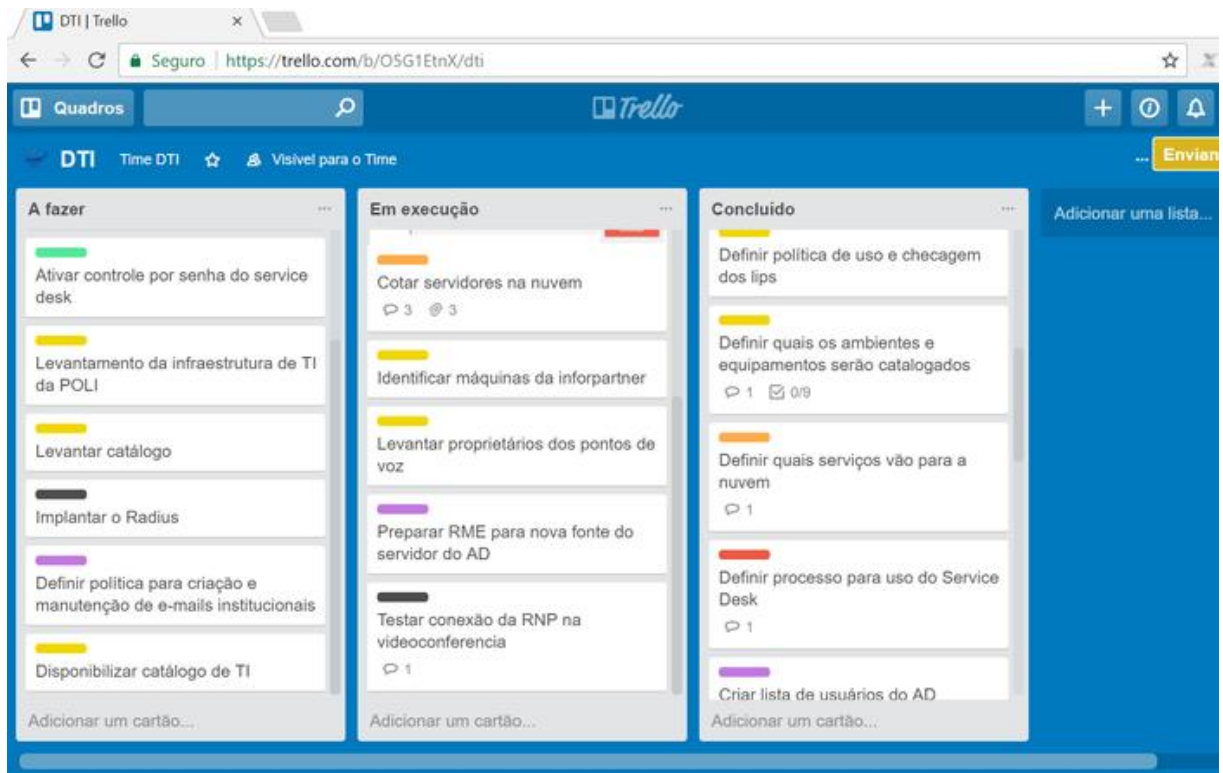 DTI | Trello
Seguro
https://trello.com/b/O5G1EtnX/dti
Quadros
Trello
DTI
Time DTI
Visível para o Time
...
Envian
A fazer
...
Ativar controle por senha do service
desk
Levantamento da infraestrutura de TI
da POLI
Levantar catálogo
Implantar o Radius
Definir política para criação e
manutenção de e-mails institucionais
Disponibilizar catálogo de TI
Adicionar um cartão...
Em execução
...
Cotar servidores na nuvem
3 3
Identificar máquinas da inforpartner
Levantar proprietários dos pontos de
voz
Preparar RME para nova fonte do
servidor do AD
Testar conexão da RNP na
videoconferencia
1
Adicionar um cartão...
Concluído
...
Definir política de uso e checagem
dos lips
Definir quais os ambientes e
equipamentos serão catalogados
1 0/9
Definir quais serviços vão para a
nuvem
1
Definir processo para uso do Service
Desk
1
Criar lista de usuários do AD
Adicionar um cartão...
Adicionar uma lista...